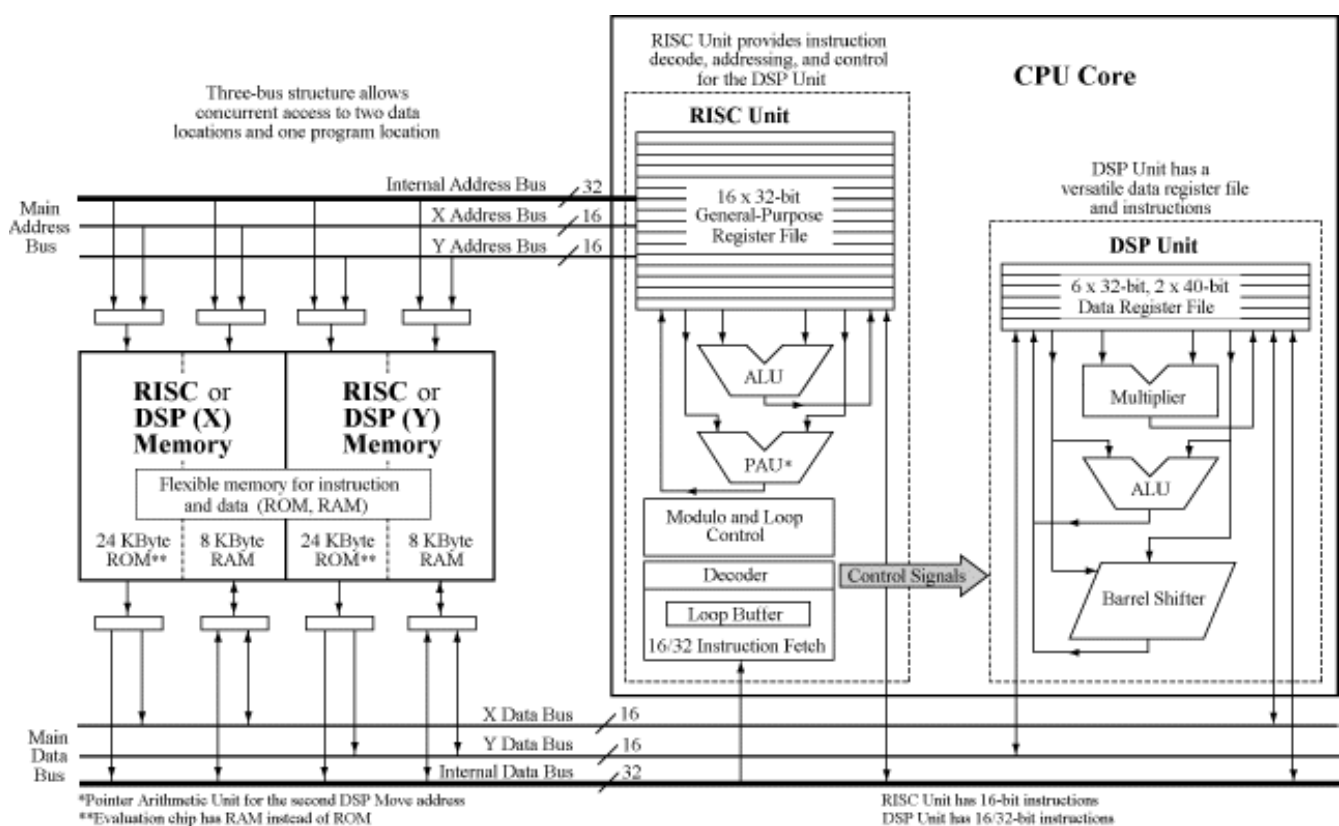 RISC Unit provides instruction
decode, addressing, and control
for the DSP Unit
CPU Core
Three-bus structure allows
concurrent access to two data
locations and one program location
RISC Unit
DSP Unit has a
versatile data register file
and instructions
Internal Address Bus 32
Main
Address
Bus
X Address Bus 16
Y Address Bus 16
16 x 32-bit
General-Purpose
Register File
DSP Unit
6 x 32-bit, 2 x 40-bit
Data Register File
RISC or
DSP (X)
Memory
RISC or
DSP (Y)
Memory
ALU
Multiplier
PAU*
ALU
Flexible memory for instruction
and data (ROM, RAM)
24 KByte
ROM**
8 KByte
RAM
24 KByte
ROM**
8 KByte
RAM
Modulo and Loop
Control
Decoder
Control Signals
Loop Buffer
16/32 Instruction Fetch
Barrel Shifter
Main
Data
Bus
X Data Bus 16
Y Data Bus 16
Internal Data Bus 32
*Pointer Arithmetic Unit for the second DSP Move address
**Evaluation chip has RAM instead of ROM
RISC Unit has 16-bit instructions
DSP Unit has 16/32-bit instructions